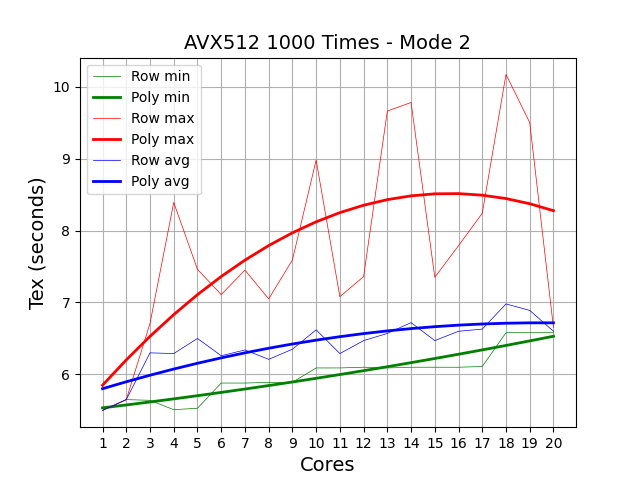 AVX512 1000 Times - Mode 2
Row min
Poly min
Row max
Poly max
Row avg
Poly avg
Tex (seconds)
10
9
8
7
6
1 2 3 4 5 6 7 8 9 10 11 12 13 14 15 16 17 18 19 20
Cores